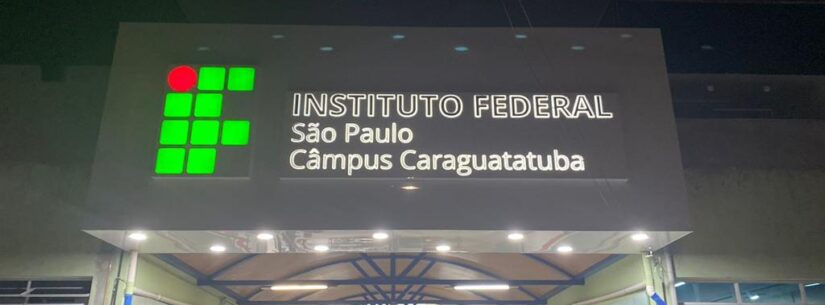 INSTITUTO FEDERAL
São Paulo
Câmpus Caraguatatuba